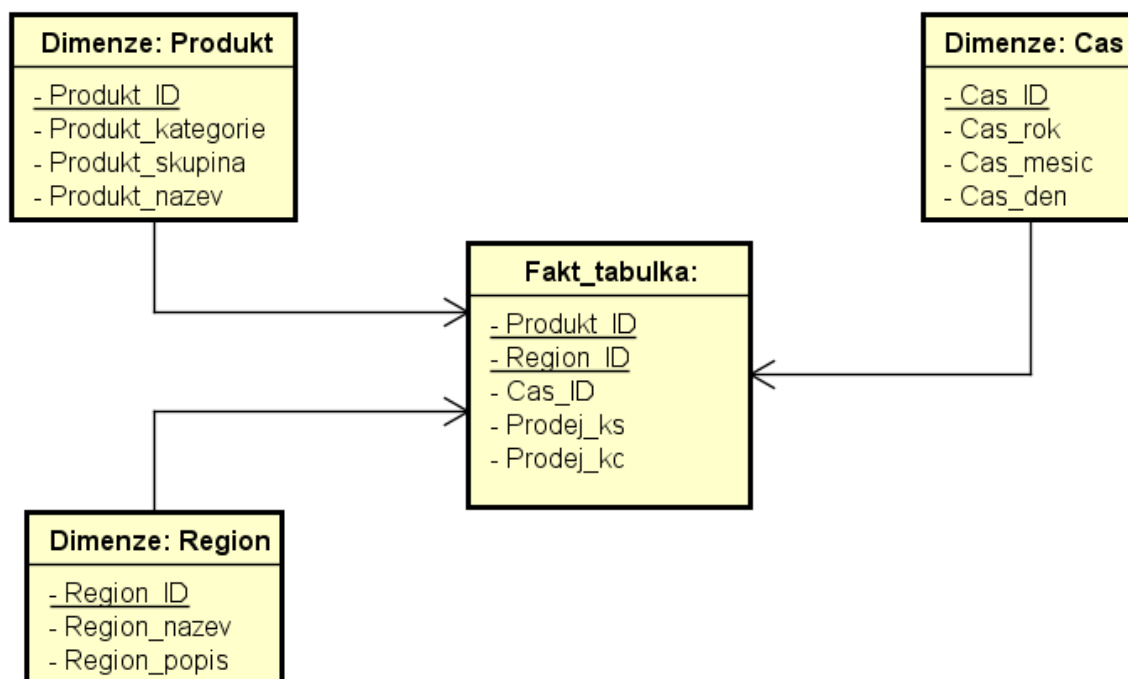 Dimenze: Produkt
- Produkt_ID
- Produkt_kategorie
- Produkt_skupina
- Produkt_nazev
Dimenze: Cas
- Cas_ID
- Cas_rok
- Cas_mesic
- Cas_den
Fakt_tabulka:
- Produkt_ID
- Region_ID
- Cas_ID
- Prodej_ks
- Prodej_kc
Dimenze: Region
- Region_ID
- Region_nazev
- Region_popis